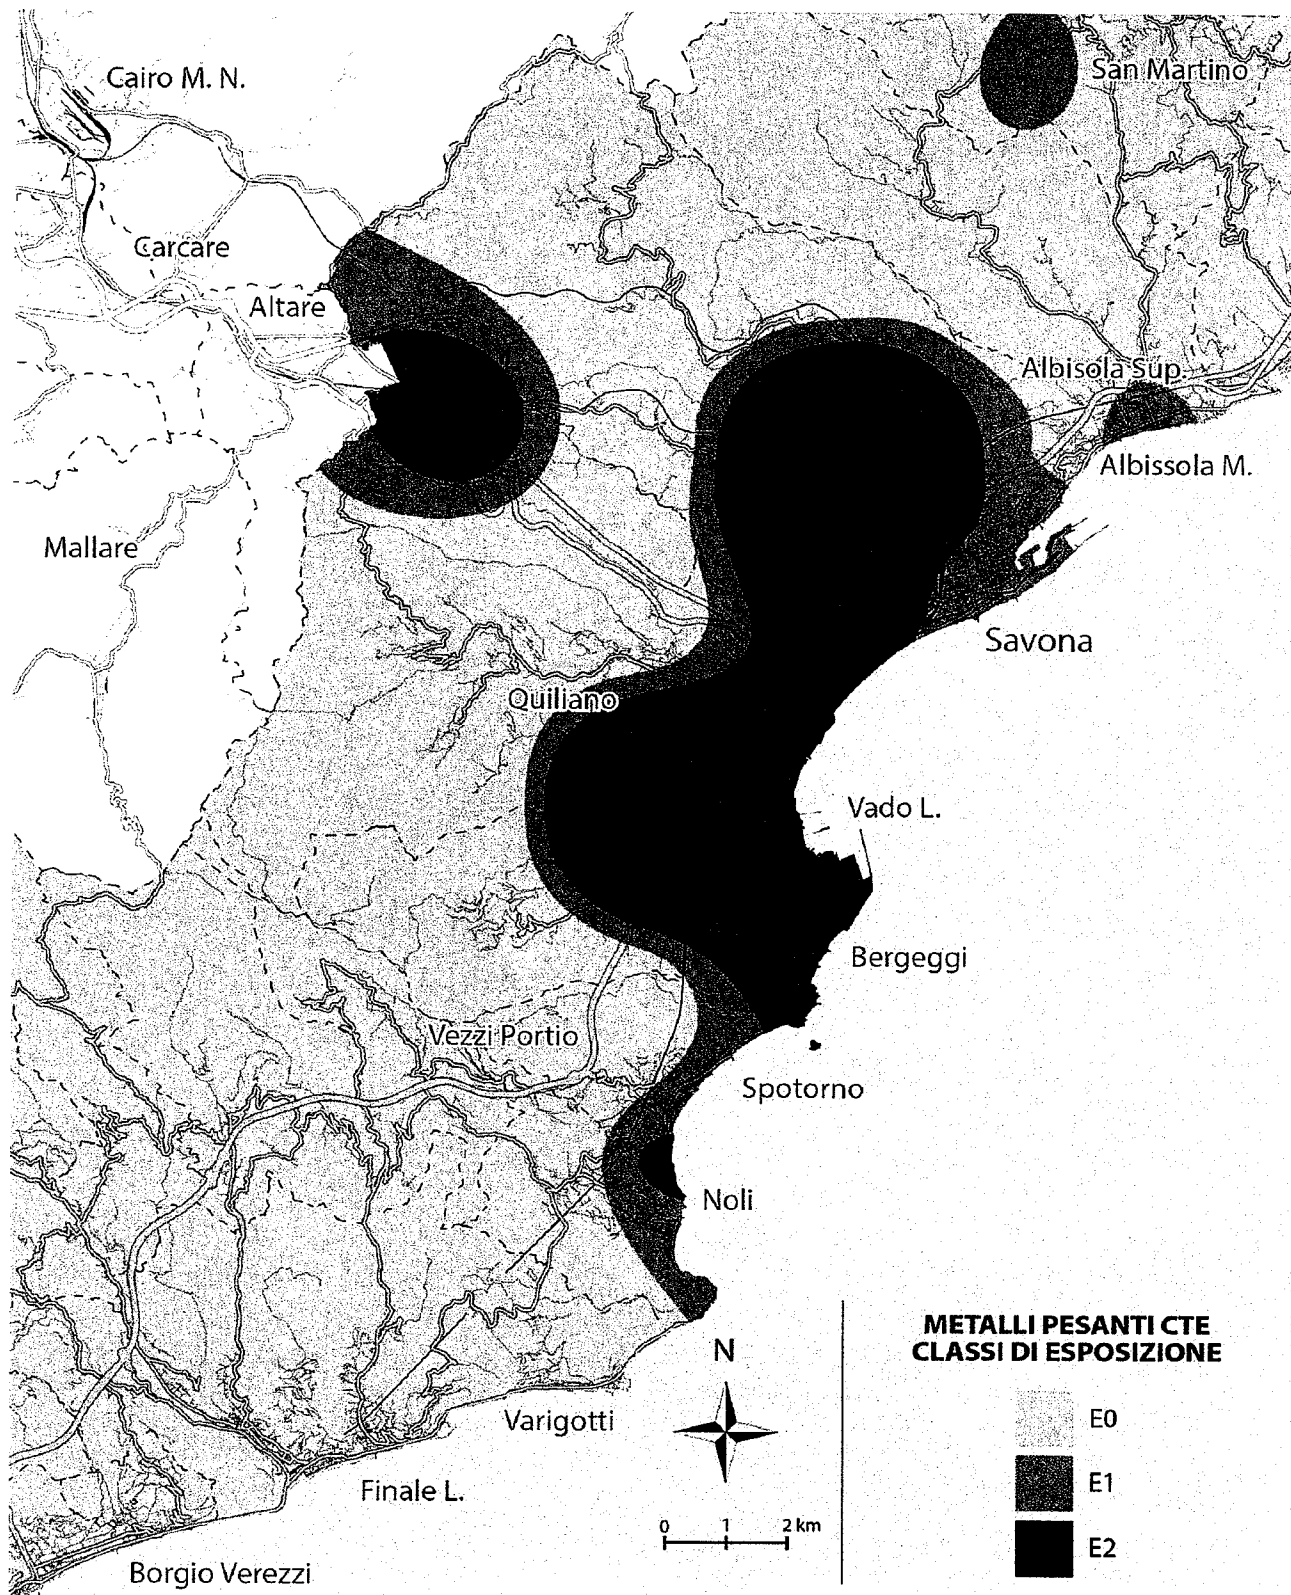 Cairo M. N.
San Martino
Carcare
Altare
Albisola Sup.
Albissola M.
Mallare
Savona
Quiliano
Vado L.
Bergeggi
Vezzi Portio
Spotorno
Noli
N
Varigotti
Finale L.
0 1 2 km
Borgio Verezzi
METALLI PESANTI CTE
CLASSI DI ESPOSIZIONE
E0
E1
E2